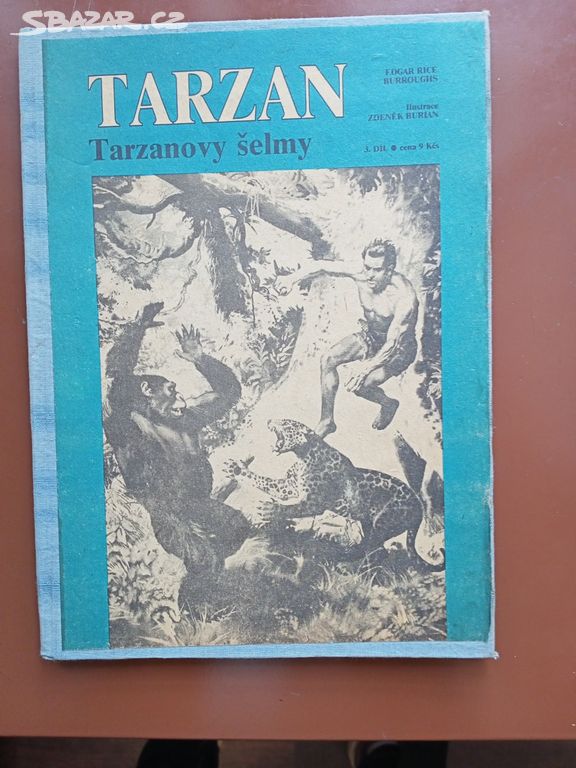 SBAZAR.CZ
TARZAN
Tarzanovy šelmy
EDGAR RICE
BURROUGHS
Ilustrace
ZDENĚK BURIAN
3. DÍL ● cena 9 Kčs